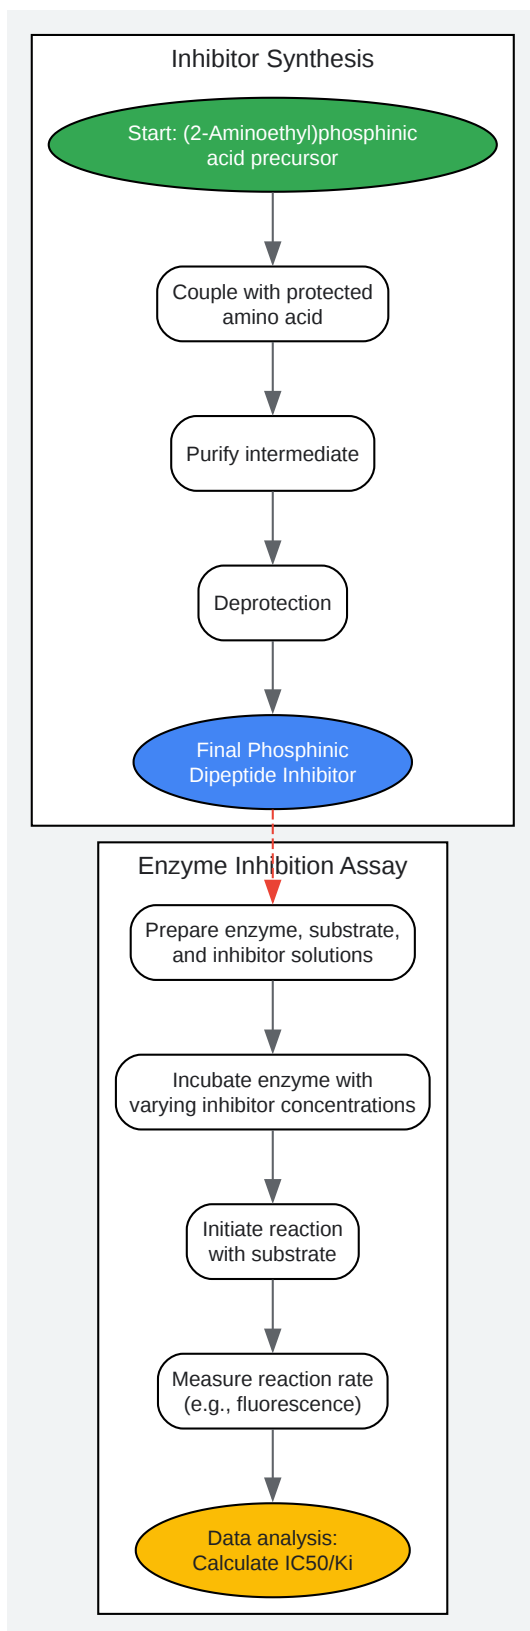 Inhibitor Synthesis
Start: (2-Aminoethyl)phosphinic
acid precursor
Couple with protected
amino acid
Purify intermediate
Deprotection
Final Phosphinic
Dipeptide Inhibitor
Enzyme Inhibition Assay
Prepare enzyme, substrate,
and inhibitor solutions
Incubate enzyme with
varying inhibitor concentrations
Initiate reaction
with substrate
Measure reaction rate
(e.g., fluorescence)
Data analysis:
Calculate IC50/Ki